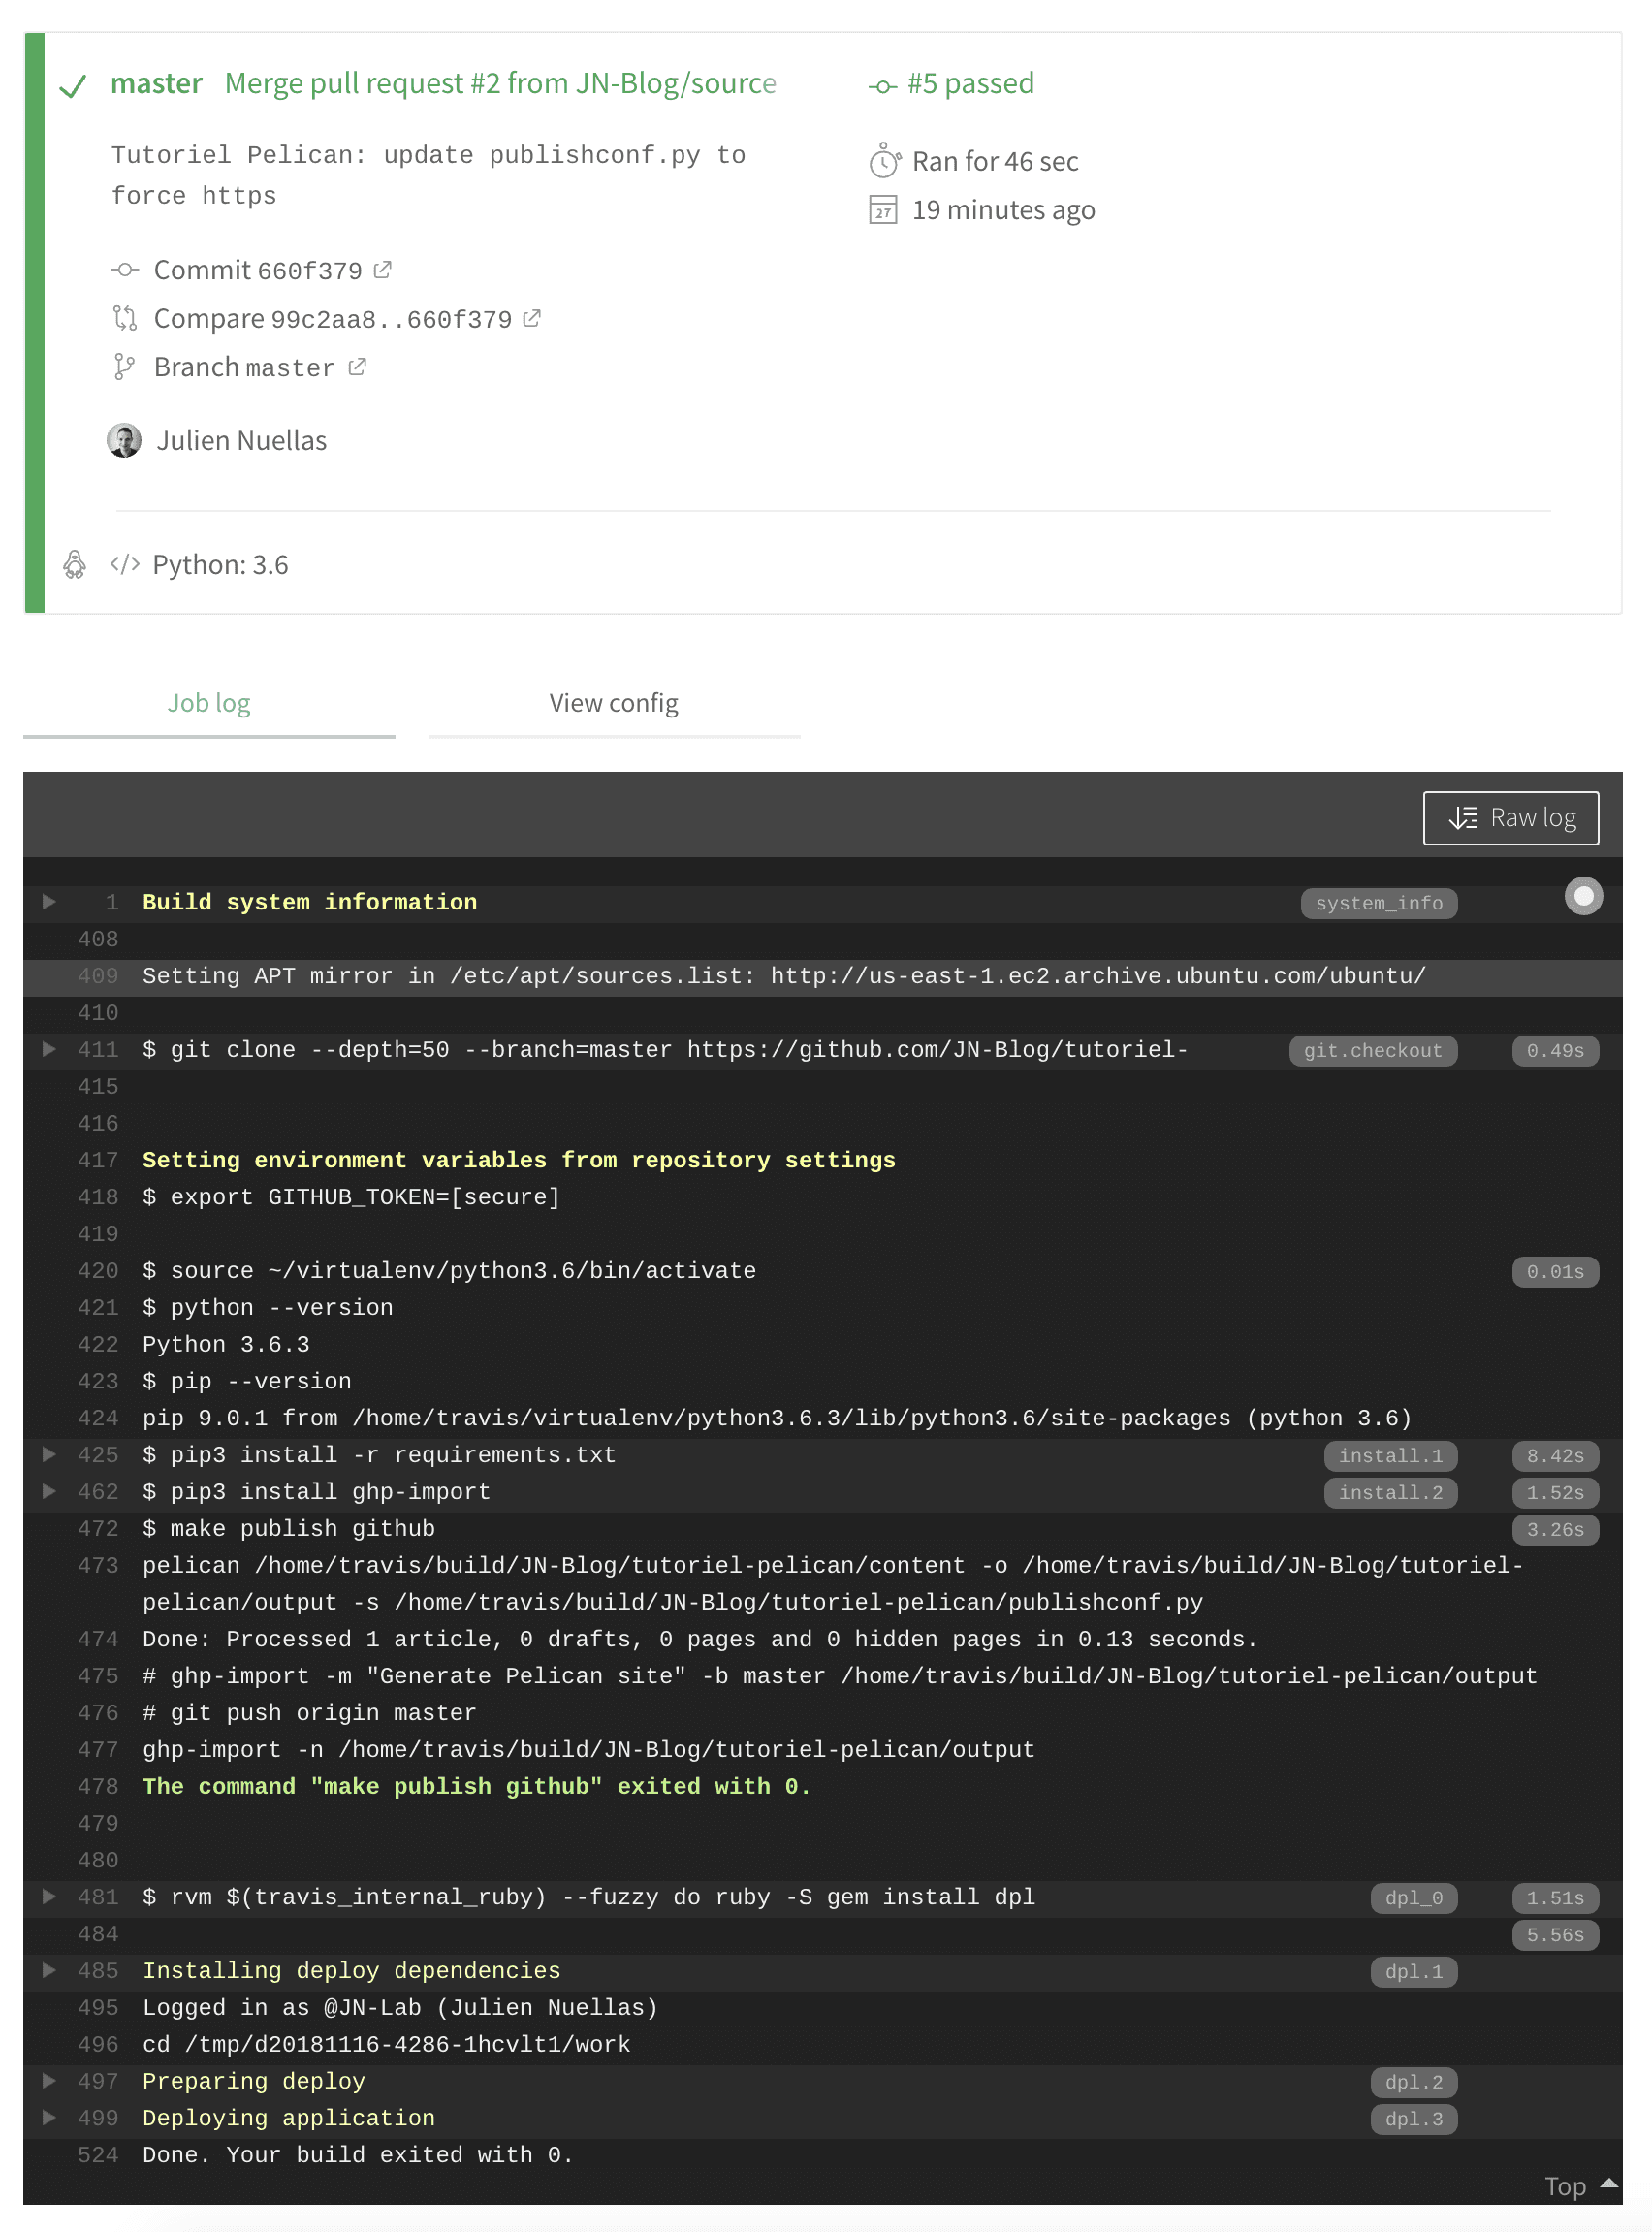 master Merge pull request #2 from JN-Blog/source
#5 passed
Tutoriel Pelican: update publishconf.py to
force https
Ran for 46 sec
27
19 minutes ago
Commit 660f379
Compare 99c2aa8..660f379
Branch master
Julien Nuellas
</> Python: 3.6
Job log
View config
Raw log
1 Build system information system_info
408
409 Setting APT mirror in /etc/apt/sources.list: http://us-east-1.ec2.archive.ubuntu.com/ubuntu/
410
411 $ git clone --depth=50 --branch=master https://github.com/JN-Blog/tutoriel- git.checkout 0.49s
415
416
417 Setting environment variables from repository settings
418 $ export GITHUB_TOKEN=[secure]
419
420 $ source ~/virtualenv/python3.6/bin/activate 0.01s
421 $ python --version
422 Python 3.6.3
423 $ pip --version
424 pip 9.0.1 from /home/travis/virtualenv/python3.6.3/lib/python3.6/site-packages (python 3.6)
425 $ pip3 install -r requirements.txt install.1 8.42s
462 $ pip3 install ghp-import install.2 1.52s
472 $ make publish github 3.26s
473 pelican /home/travis/build/JN-Blog/tutoriel-pelican/content -o /home/travis/build/JN-Blog/tutoriel-
pelican/output -s /home/travis/build/JN-Blog/tutoriel-pelican/publishconf.py
474 Done: Processed 1 article, 0 drafts, 0 pages and 0 hidden pages in 0.13 seconds.
475 # ghp-import -m "Generate Pelican site" -b master /home/travis/build/JN-Blog/tutoriel-pelican/output
476 # git push origin master
477 ghp-import -n /home/travis/build/JN-Blog/tutoriel-pelican/output
478 The command "make publish github" exited with 0.
479
480
481 $ rvm $(travis_internal_ruby) --fuzzy do ruby -S gem install dpl dpl_0 1.51s
484 5.56s
485 Installing deploy dependencies dpl.1
495 Logged in as @JN-Lab (Julien Nuellas)
496 cd /tmp/d20181116-4286-1hcvlt1/work
497 Preparing deploy dpl.2
499 Deploying application dpl.3
524 Done. Your build exited with 0.
Top